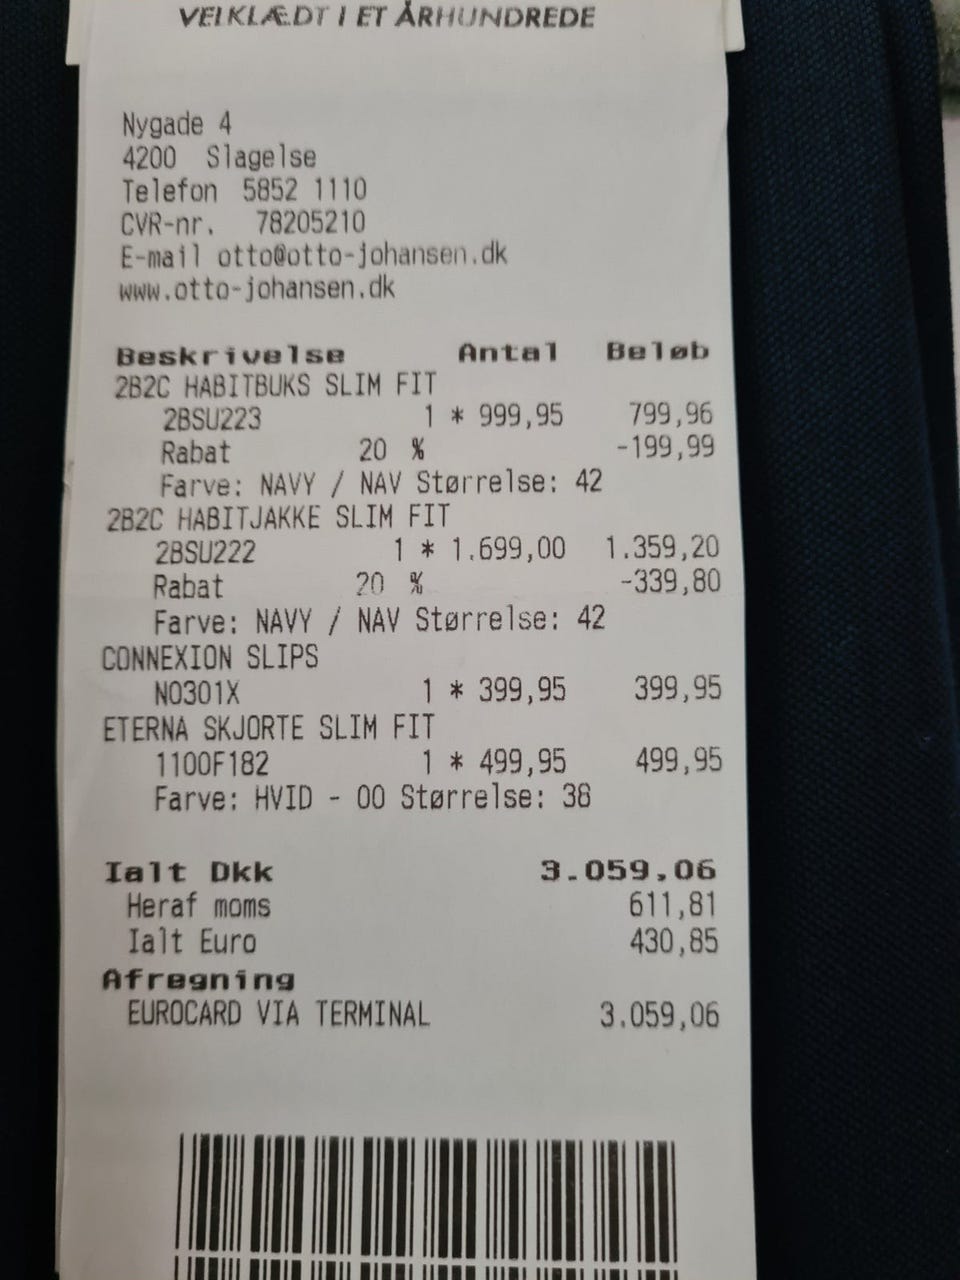 VELKLÆDT I ET ÅRHUNDREDE
Nygade 4
4200 Slagelse
Telefon 5852 1110
CVR-nr. 78205210
E-mail otto@otto-johansen.dk
www.otto-johansen.dk
Beskrivelse Antal Beløb
2B2C HABITBUKS SLIM FIT
2BSU223 1 * 999,95 799,96
Rabat 20 % -199,99
Farve: NAVY / NAV Størrelse: 42
2B2C HABITJAKKE SLIM FIT
2BSU222 1 * 1.699,00 1.359,20
Rabat 20 % -339,80
Farve: NAVY / NAV Størrelse: 42
CONNEXION SLIPS
NO301X 1 * 399,95 399,95
ETERNA SKJORTE SLIM FIT
1100F182 1 * 499,95 499,95
Farve: HVID - 00 Størrelse: 38
Ialt Dkk 3.059,06
Heraf moms 611,81
Ialt Euro 430,85
Afregning
EUROCARD VIA TERMINAL 3.059,06